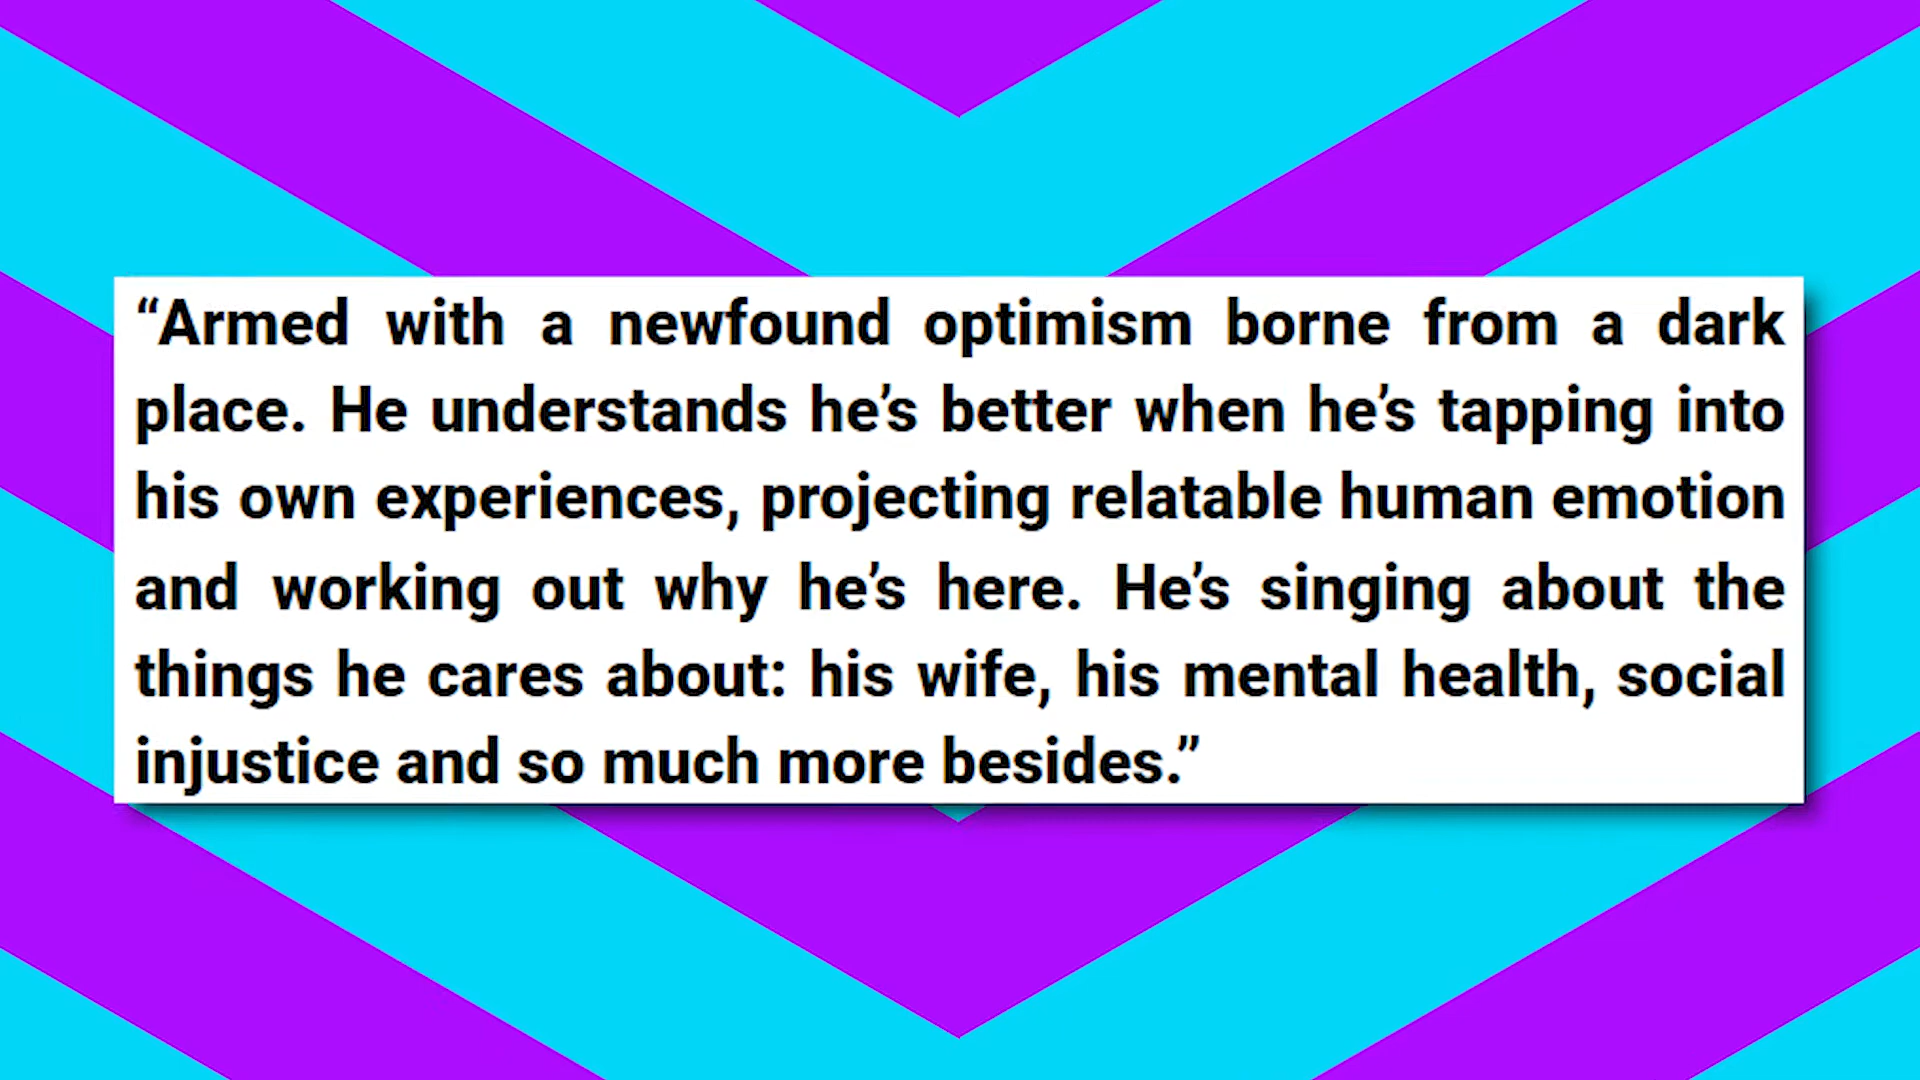 “Armed with a newfound optimism borne from a dark
place. He understands he’s better when he’s tapping into
his own experiences, projecting relatable human emotion
and working out why he’s here. He’s singing about the
things he cares about: his wife, his mental health, social
injustice and so much more besides.”